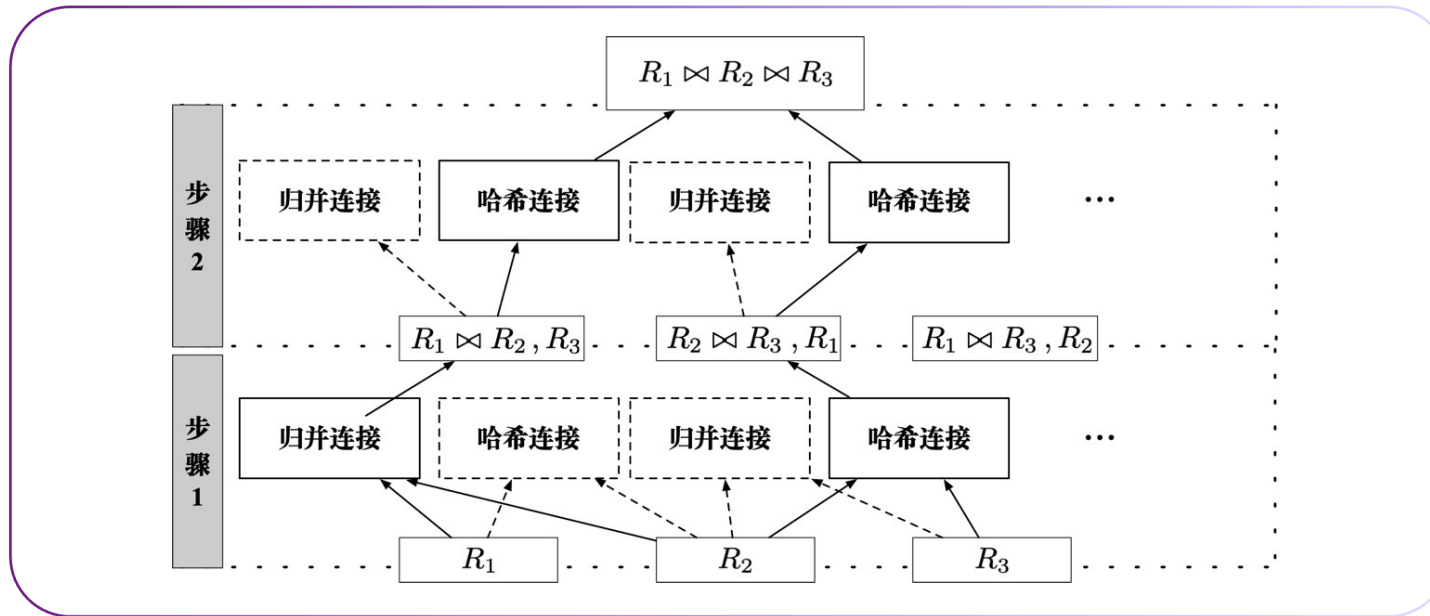 R₁ ⋈ R₂ ⋈ R₃
步骤2
归并连接
哈希连接
归并连接
哈希连接
…
R₁ ⋈ R₂ , R₃
R₂ ⋈ R₃ , R₁
R₁ ⋈ R₃ , R₂
步骤1
归并连接
哈希连接
归并连接
哈希连接
…
R₁
R₂
R₃